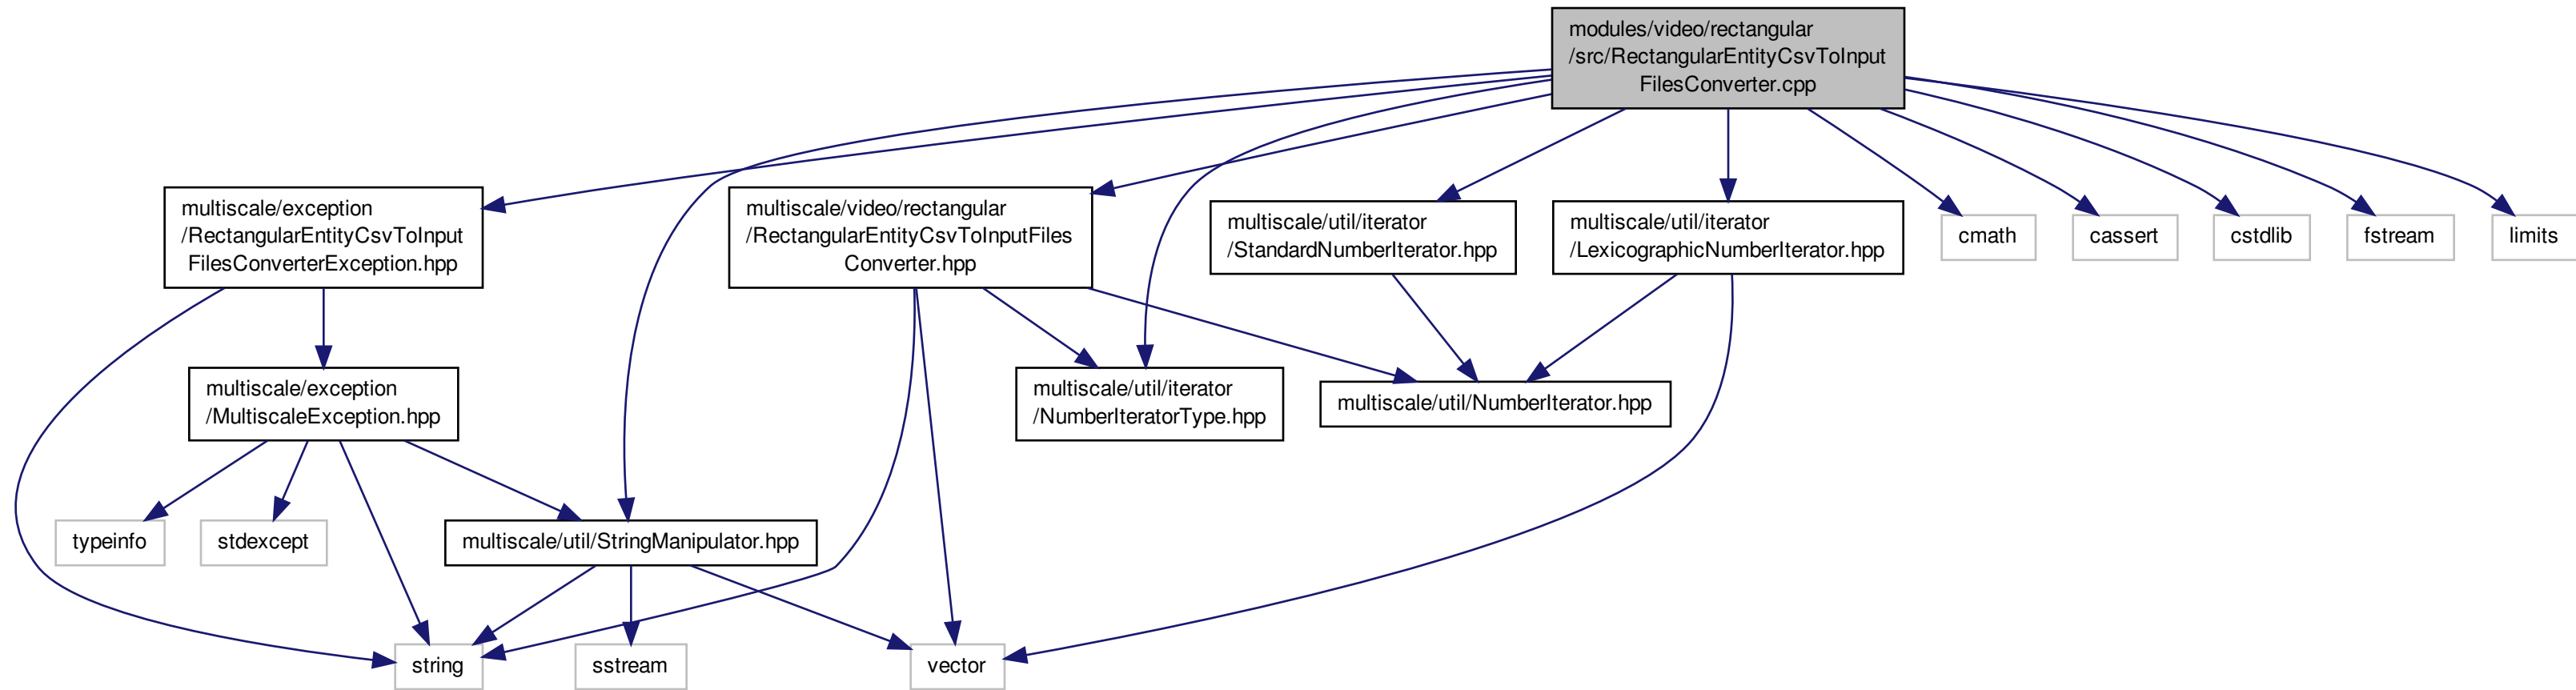 modules/video/rectangular
/src/RectangularEntityCsvToInput
FilesConverter.cpp
multiscale/exception
/RectangularEntityCsvToInput
FilesConverterException.hpp
multiscale/video/rectangular
/RectangularEntityCsvToInputFiles
Converter.hpp
multiscale/util/iterator
/StandardNumberIterator.hpp
multiscale/util/iterator
/LexicographicNumberIterator.hpp
cmath
cassert
cstdlib
fstream
limits
multiscale/exception
/MultiscaleException.hpp
multiscale/util/iterator
/NumberIteratorType.hpp
multiscale/util/NumberIterator.hpp
typeinfo
stdexcept
multiscale/util/StringManipulator.hpp
string
sstream
vector